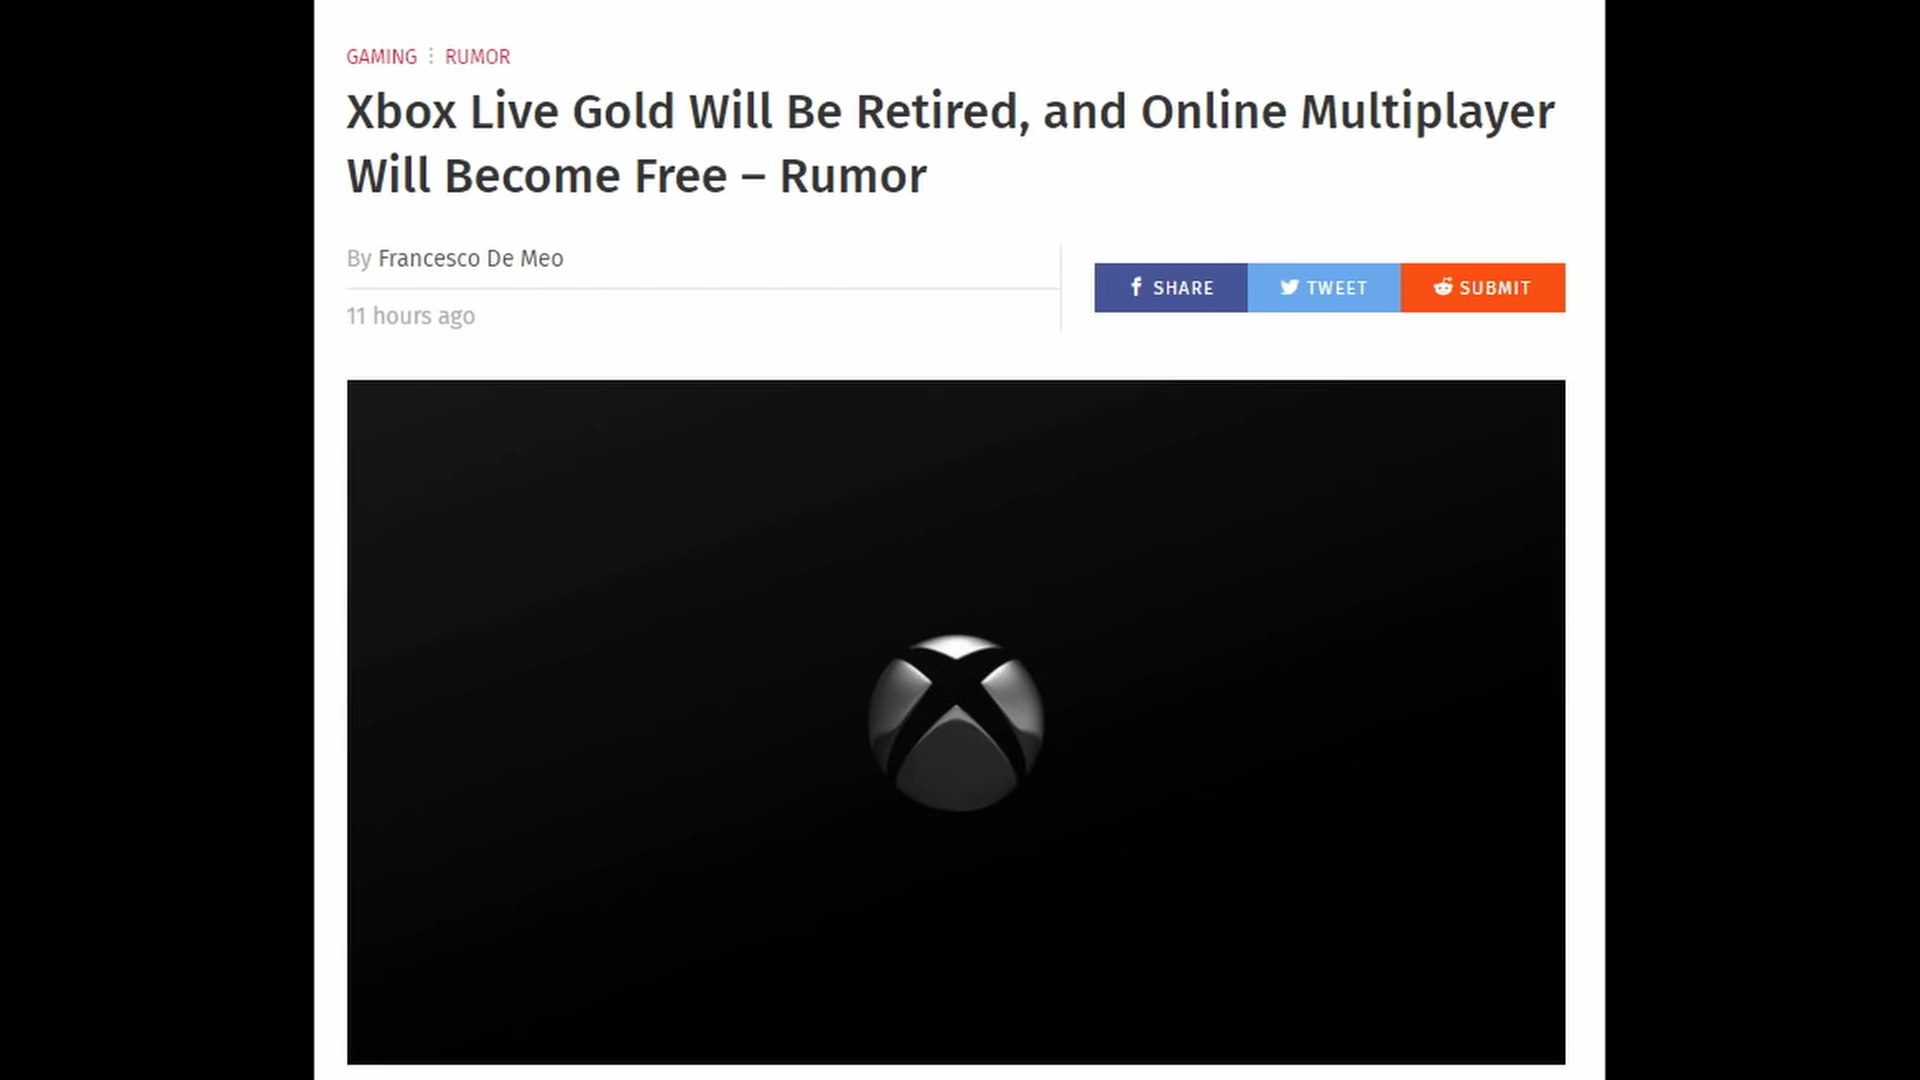 GAMING ⋮ RUMOR
Xbox Live Gold Will Be Retired, and Online Multiplayer
Will Become Free – Rumor
By Francesco De Meo
11 hours ago
SHARE TWEET SUBMIT